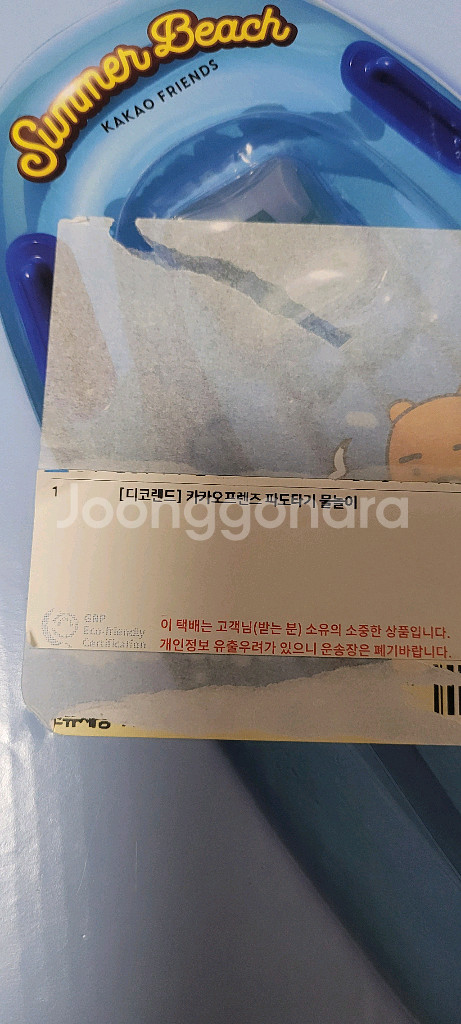 Summer Beach
KAKAO FRIENDS
1 [디코랜드] 카카오프렌즈 파도타기 물놀이
Joonggonara
GRP
Eco-friendly
Certification
이 택배는 고객님(받는 분) 소유의 소중한 상품입니다.
개인정보 유출우려가 있으니 운송장은 폐기바랍니다.